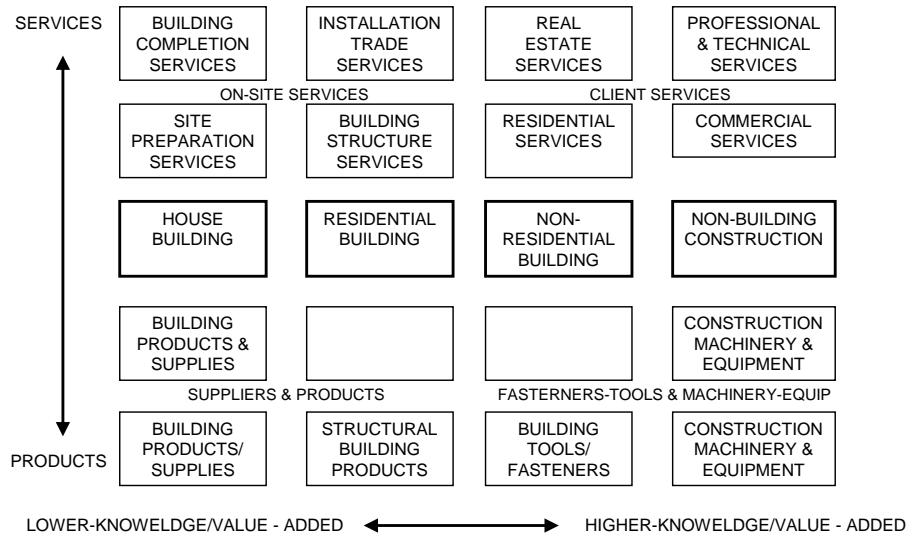 SERVICES
BUILDING
COMPLETION
SERVICES
INSTALLATION
TRADE
SERVICES
REAL
ESTATE
SERVICES
PROFESSIONAL
& TECHNICAL
SERVICES
ON-SITE SERVICES
CLIENT SERVICES
SITE
PREPARATION
SERVICES
BUILDING
STRUCTURE
SERVICES
RESIDENTIAL
SERVICES
COMMERCIAL
SERVICES
HOUSE
BUILDING
RESIDENTIAL
BUILDING
NON-
RESIDENTIAL
BUILDING
NON-BUILDING
CONSTRUCTION
BUILDING
PRODUCTS &
SUPPLIES
CONSTRUCTION
MACHINERY &
EQUIPMENT
SUPPLIERS & PRODUCTS
FASTERNERS-TOOLS & MACHINERY-EQUIP
PRODUCTS
BUILDING
PRODUCTS/
SUPPLIES
STRUCTURAL
BUILDING
PRODUCTS
BUILDING
TOOLS/
FASTENERS
CONSTRUCTION
MACHINERY &
EQUIPMENT
LOWER-KNOWELDGE/VALUE - ADDED
HIGHER-KNOWELDGE/VALUE - ADDED